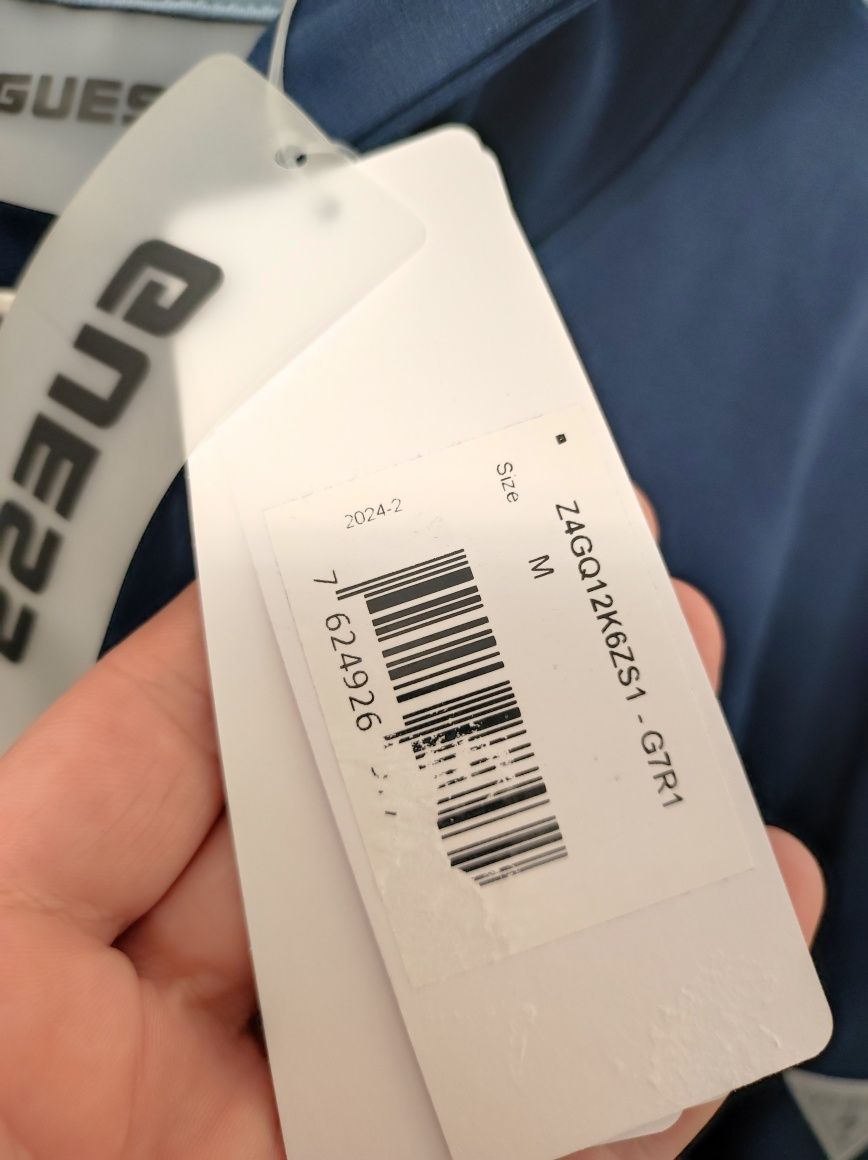 GUES
GUESS
Z4GQ12K6ZS1 - G7R1
Size
M
2024-2
7 624926